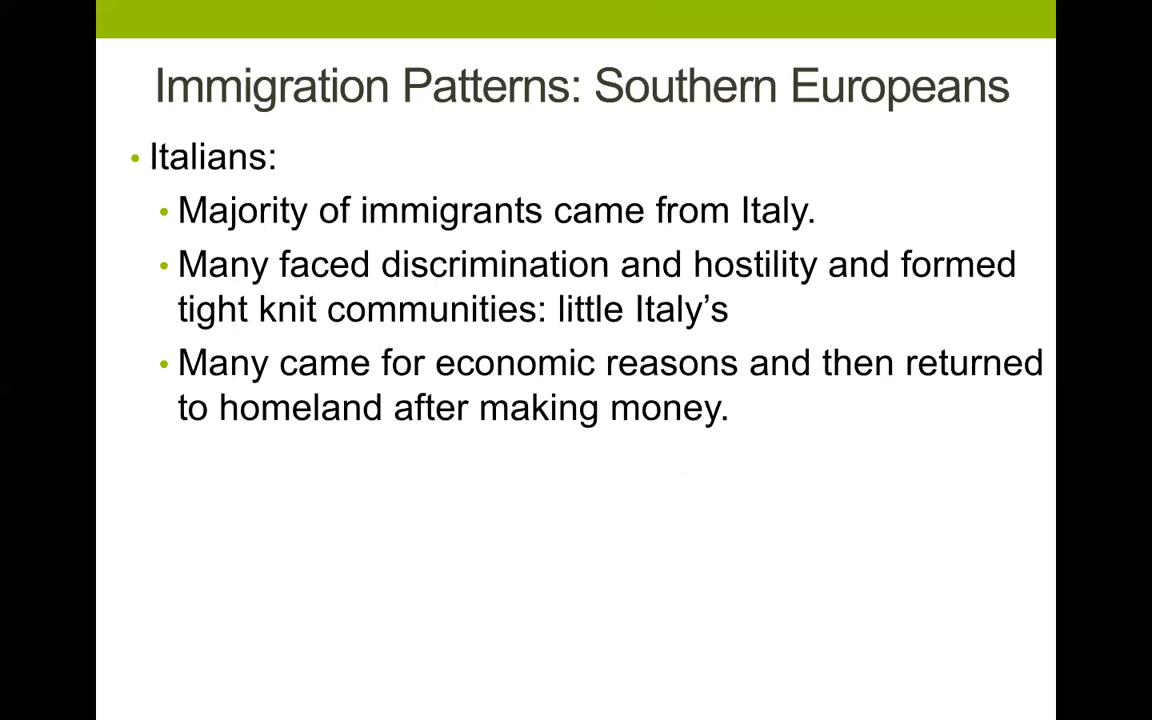 Immigration Patterns: Southern Europeans
• Italians:
• Majority of immigrants came from Italy.
• Many faced discrimination and hostility and formed
tight knit communities: little Italy’s
• Many came for economic reasons and then returned
to homeland after making money.